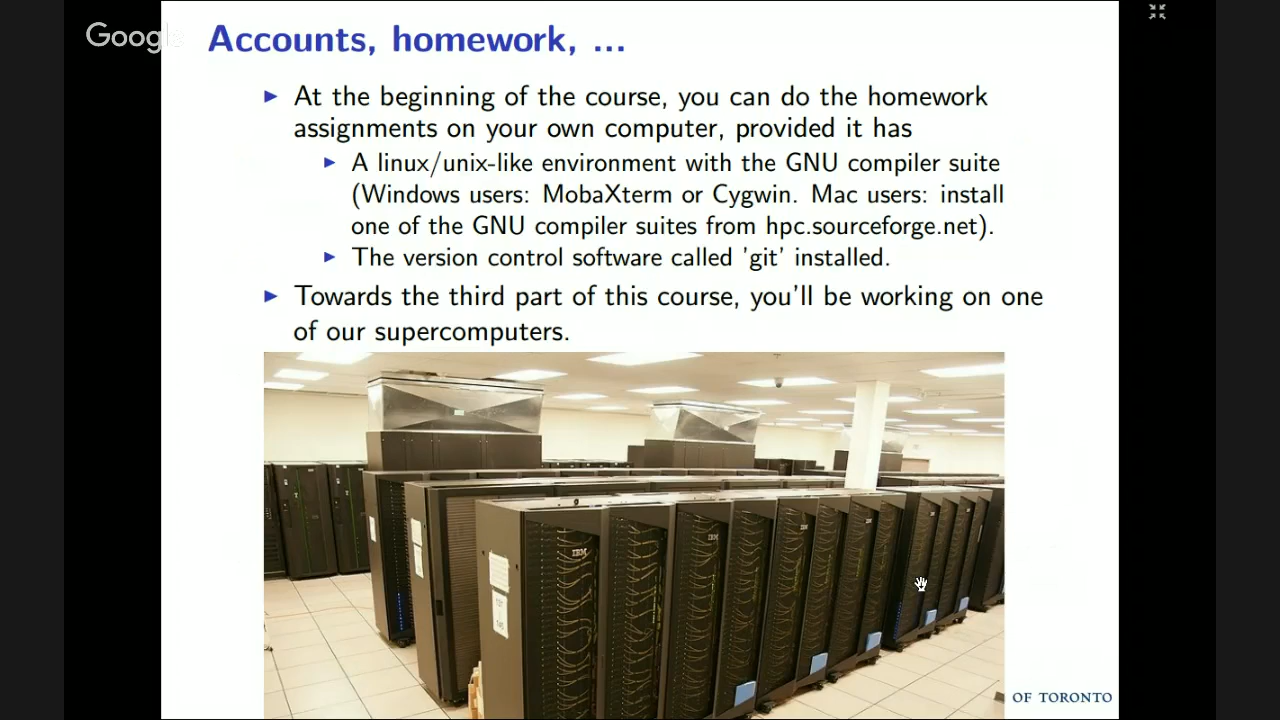 Google
Accounts, homework, ...
At the beginning of the course, you can do the homework
assignments on your own computer, provided it has
A linux/unix-like environment with the GNU compiler suite
(Windows users: MobaXterm or Cygwin. Mac users: install
one of the GNU compiler suites from hpc.sourceforge.net).
The version control software called 'git' installed.
Towards the third part of this course, you'll be working on one
of our supercomputers.
IBM
IBM
IBM
OF TORONTO